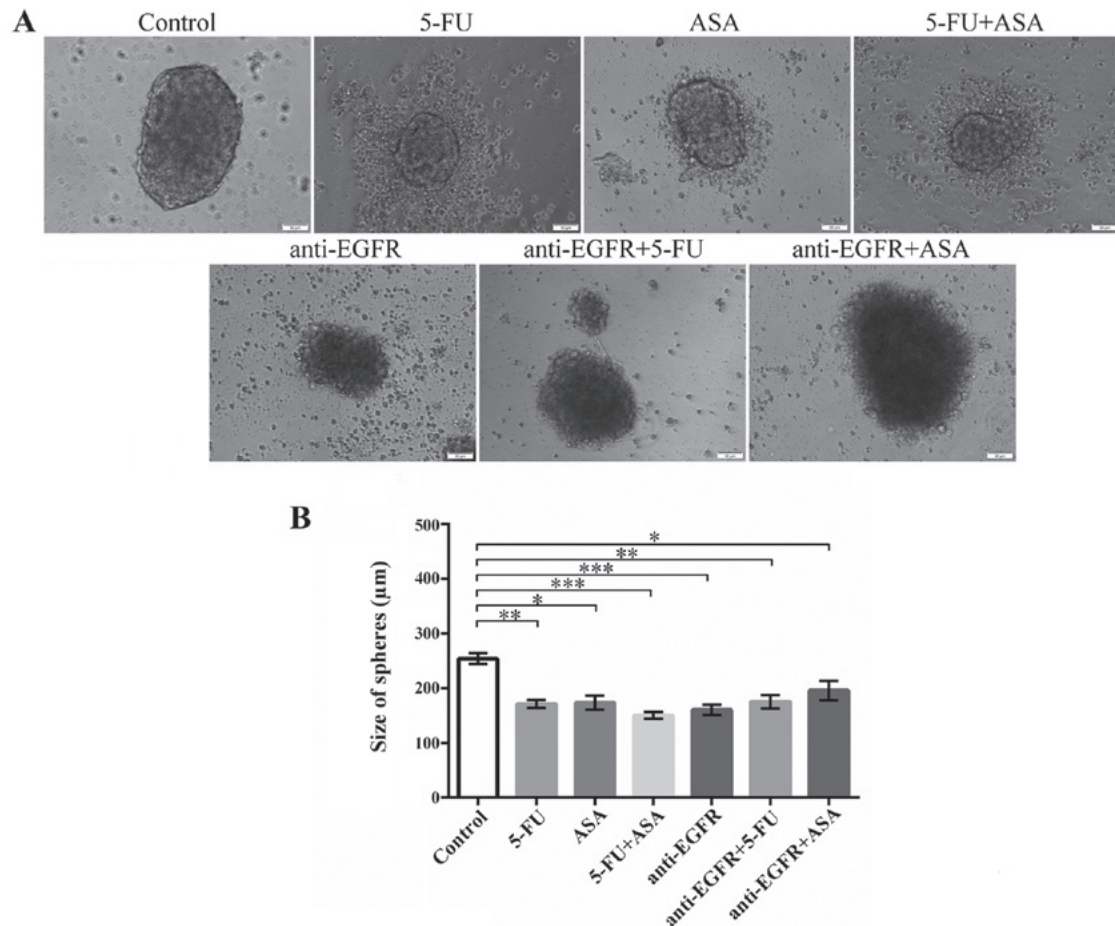 A
Control 5-FU ASA 5-FU+ASA
anti-EGFR anti-EGFR+5-FU anti-EGFR+ASA
B
Size of spheres (μm)
500
400
300
200
100
0
*
**
***
***
*
**
Control 5-FU ASA 5-FU+ASA anti-EGFR anti-EGFR+5-FU anti-EGFR+ASA